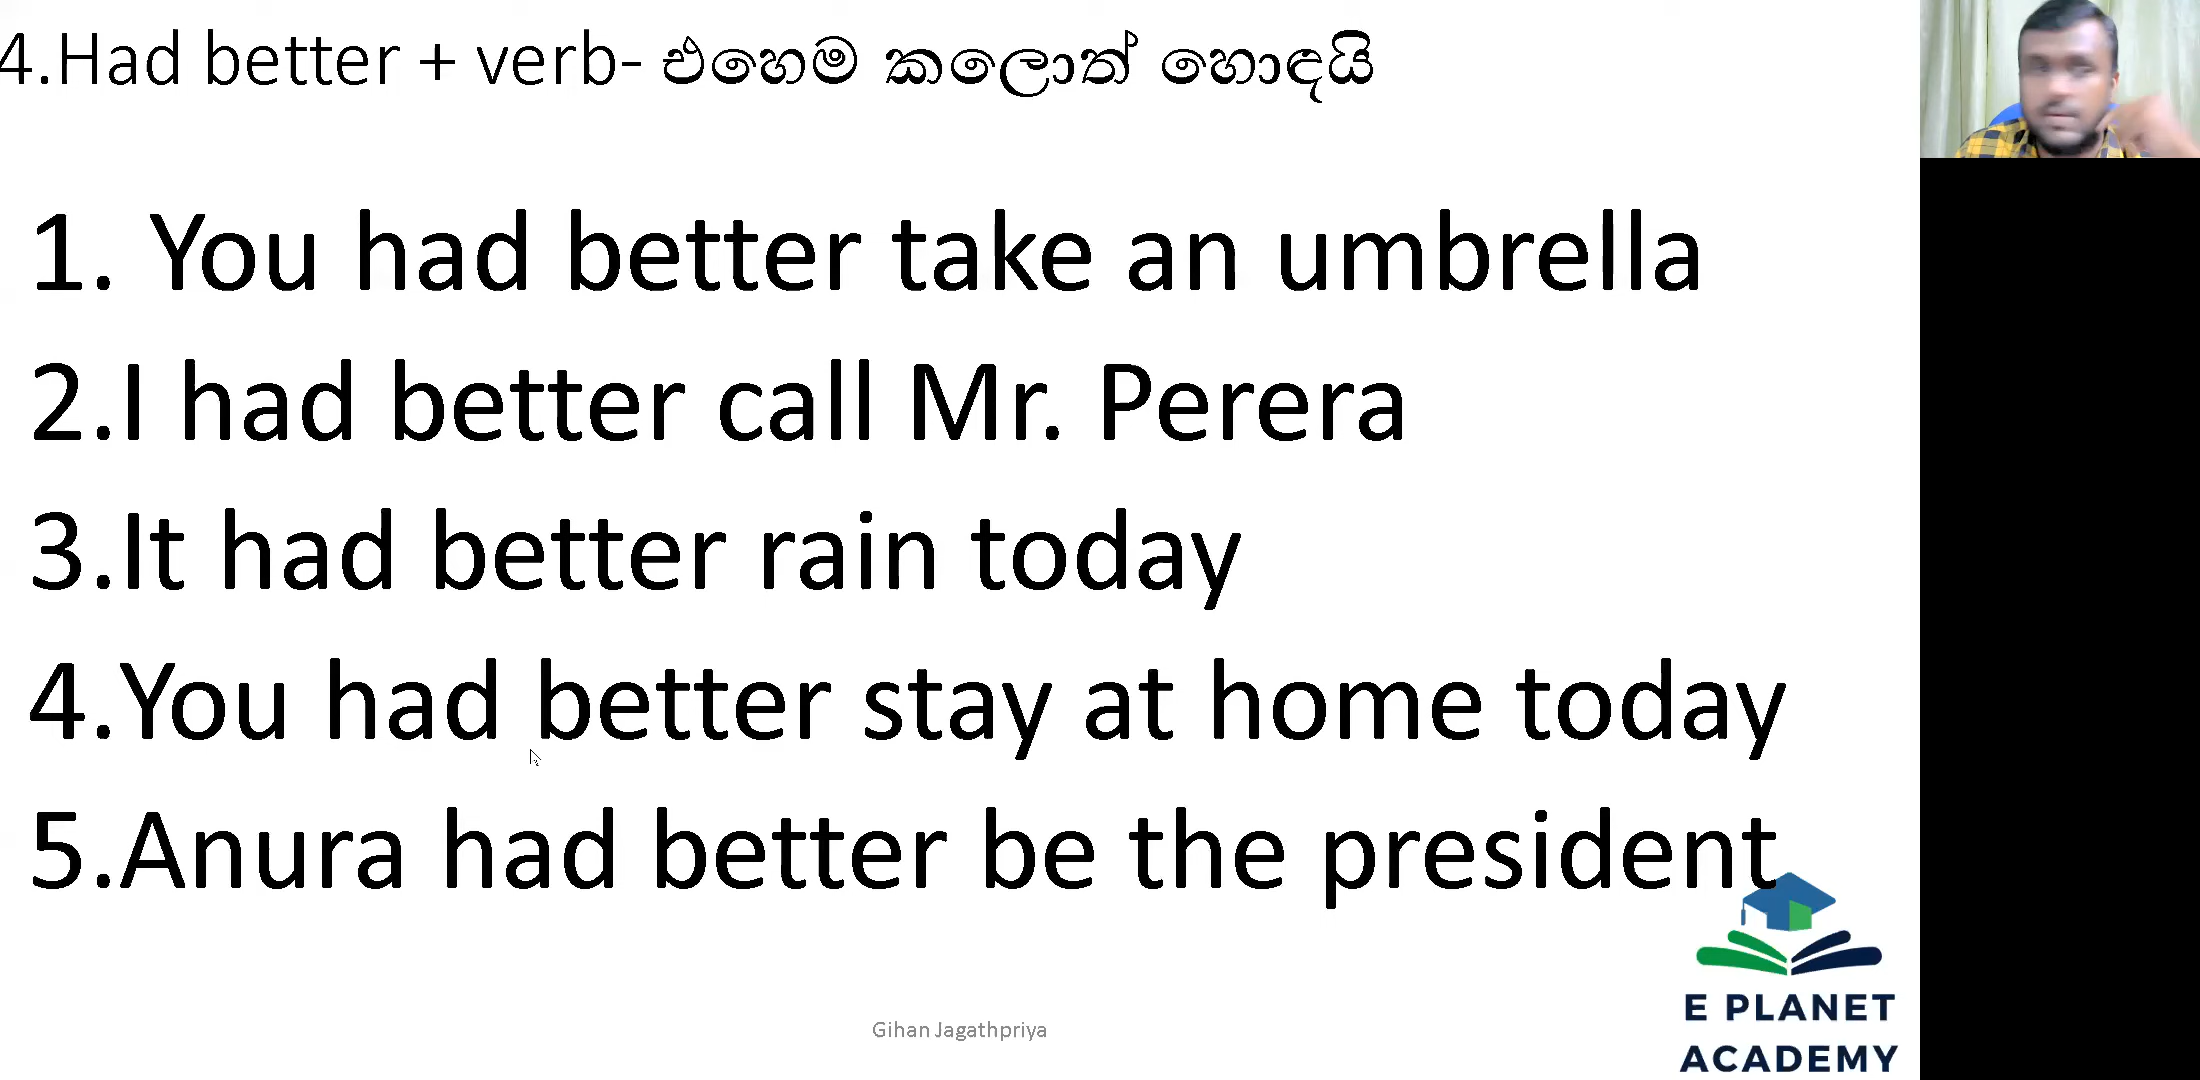 4.Had better + verb- එහෙම කලොත් හොඳයි
1. You had better take an umbrella
2.I had better call Mr. Perera
3.It had better rain today
4.You had better stay at home today
5.Anura had better be the president
Gihan Jagathpriya
E PLANET
ACADEMY